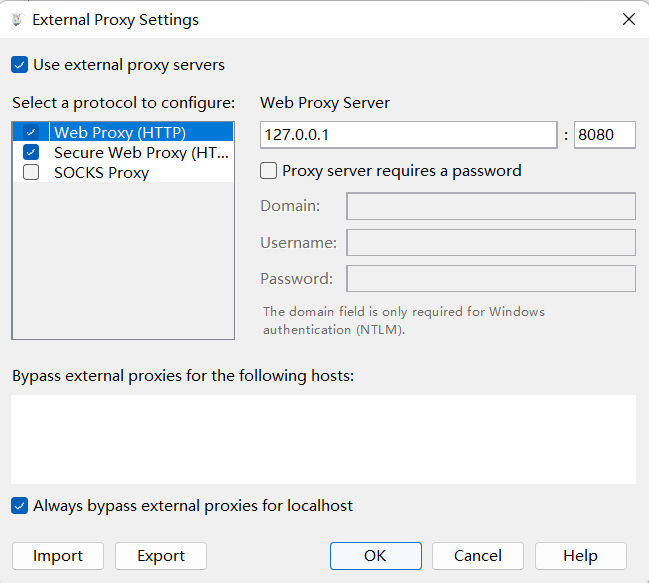 External Proxy Settings
Use external proxy servers
Select a protocol to configure:
Web Proxy (HTTP)
Secure Web Proxy (HT...
SOCKS Proxy
Web Proxy Server
127.0.0.1 : 8080
Proxy server requires a password
Domain:
Username:
Password:
The domain field is only required for Windows
authentication (NTLM).
Bypass external proxies for the following hosts:
Always bypass external proxies for localhost
Import Export OK Cancel Help